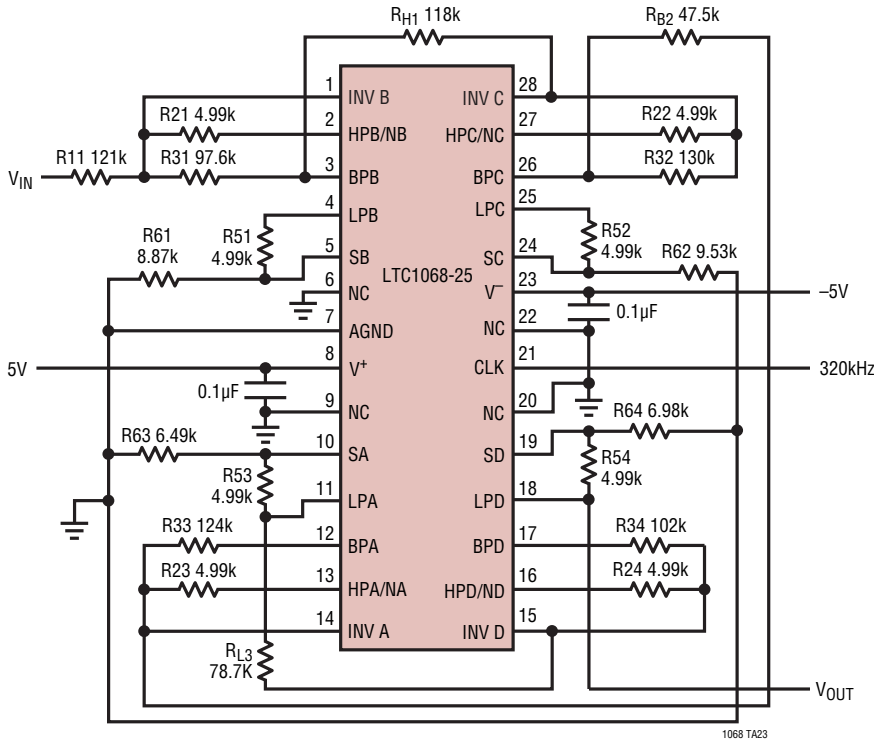 RH1 118k
RB2 47.5k
1 INV B
INV C 28
R21 4.99k
2 HPB/NB
HPC/NC 27
R22 4.99k
VIN
R11 121k
R31 97.6k
3 BPB
BPC 26
R32 130k
4 LPB
LPC 25
R61
8.87k
R51
4.99k
5 SB
SC 24
R52
4.99k
R62 9.53k
LTC1068-25
6 NC
V– 23
–5V
0.1µF
7 AGND
NC 22
5V
8 V+
CLK 21
320kHz
0.1µF
9 NC
NC 20
R63 6.49k
10 SA
SD 19
R64 6.98k
R53
4.99k
R54
4.99k
11 LPA
LPD 18
R33 124k
12 BPA
BPD 17
R34 102k
R23 4.99k
13 HPA/NA
HPD/ND 16
R24 4.99k
14 INV A
INV D 15
RL3
78.7K
VOUT
1068 TA23